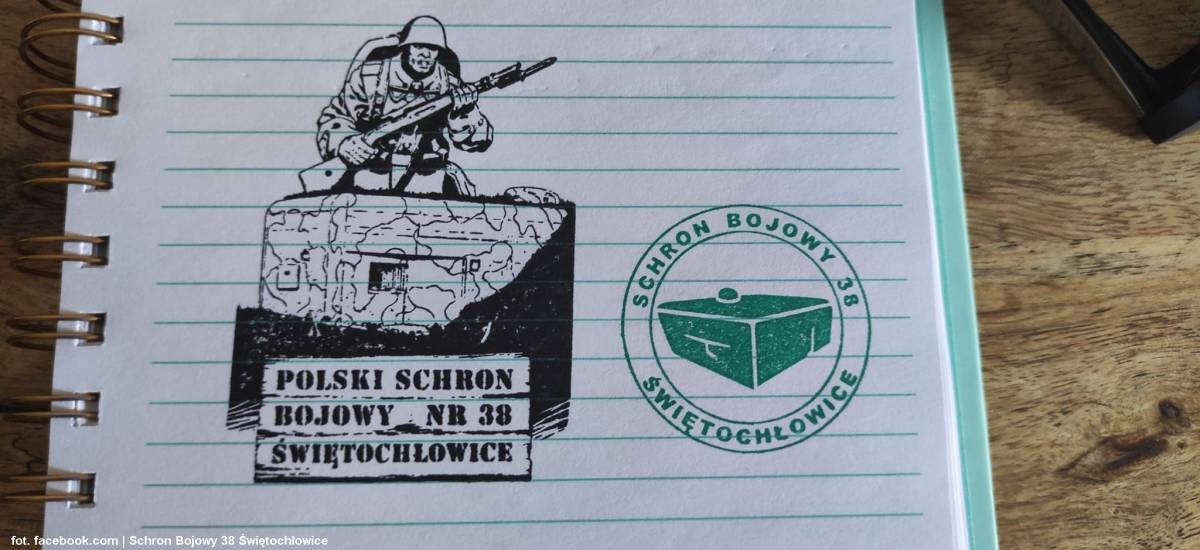 POLSKI SCHRON
BOJOWY NR 38
ŚWIĘTOCHŁOWICE
SCHRON BOJOWY 38
ŚWIĘTOCHŁOWICE
fot. facebook.com | Schron Bojowy 38 Świętochłowice